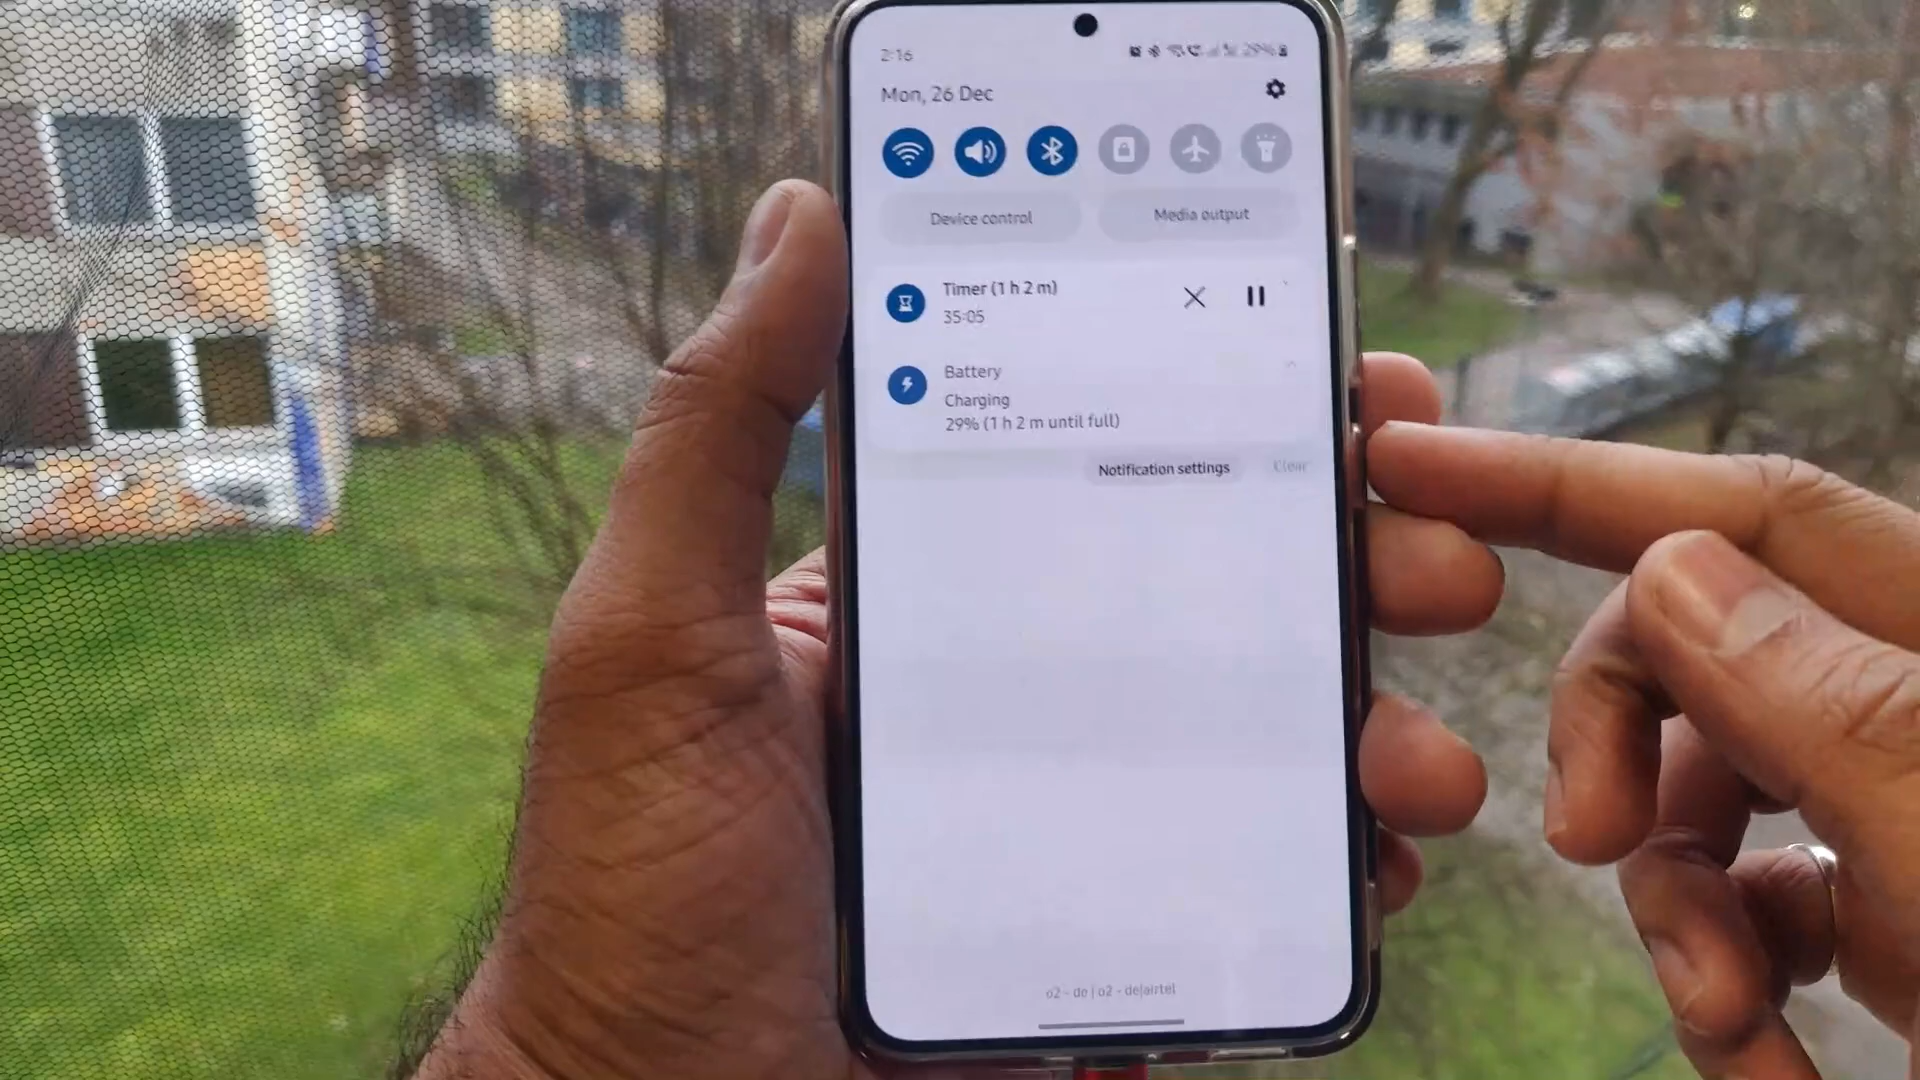 2:16
29%
Mon, 26 Dec
Device control
Media output
Timer (1 h 2 m)
35:05
Battery
Charging
29% (1 h 2 m until full)
Notification settings
Clear
o2 - de | o2 - de|airtel